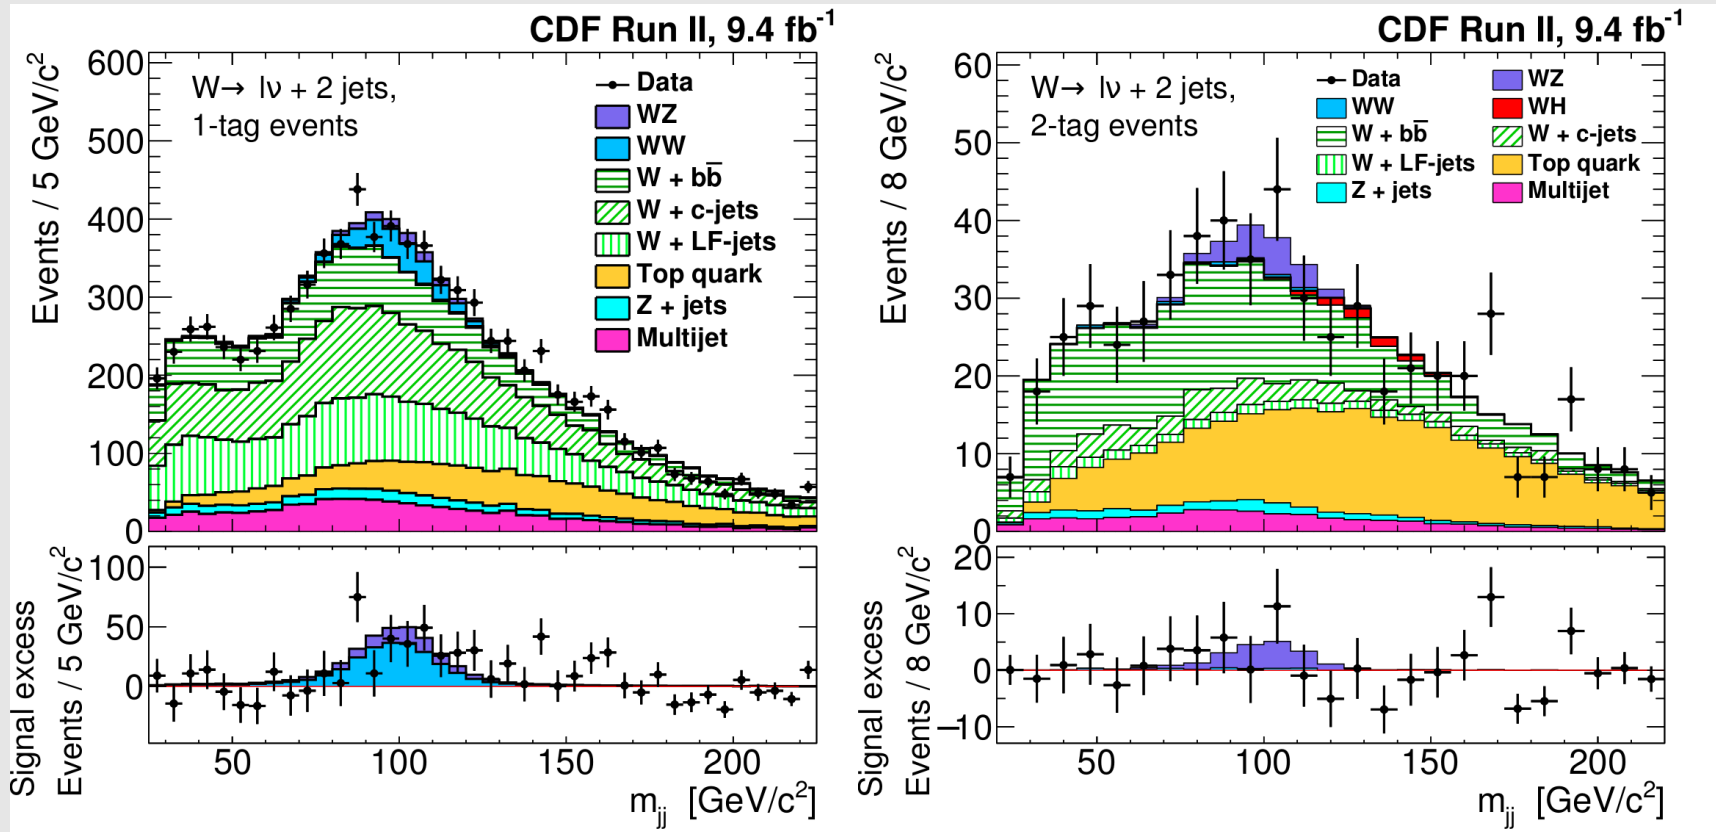 CDF Run II, 9.4 fb⁻¹
Events / 5 GeV/c²
600
500
400
300
200
100
0
W→ lν + 2 jets,
1-tag events
Data
WZ
WW
W + bb̅
W + c-jets
W + LF-jets
Top quark
Z + jets
Multijet
Signal excess
Events / 5 GeV/c²
100
50
0
50 100 150 200
m_jj [GeV/c²]
CDF Run II, 9.4 fb⁻¹
Events / 8 GeV/c²
60
50
40
30
20
10
0
W→ lν + 2 jets,
2-tag events
Data WZ
WW WH
W + bb̅ W + c-jets
W + LF-jets Top quark
Z + jets Multijet
Signal excess
Events / 8 GeV/c²
20
10
0
−10
50 100 150 200
m_jj [GeV/c²]